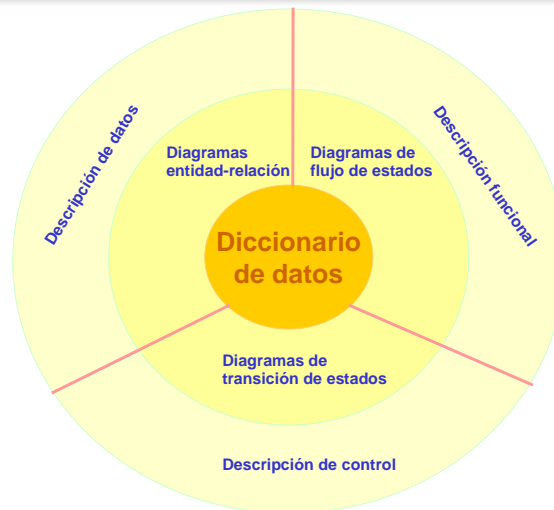 Descripción de datos
Diagramas
entidad-relación
Diagramas de
flujo de estados
Descripción funcional
Diccionario
de datos
Diagramas de
transición de estados
Descripción de control